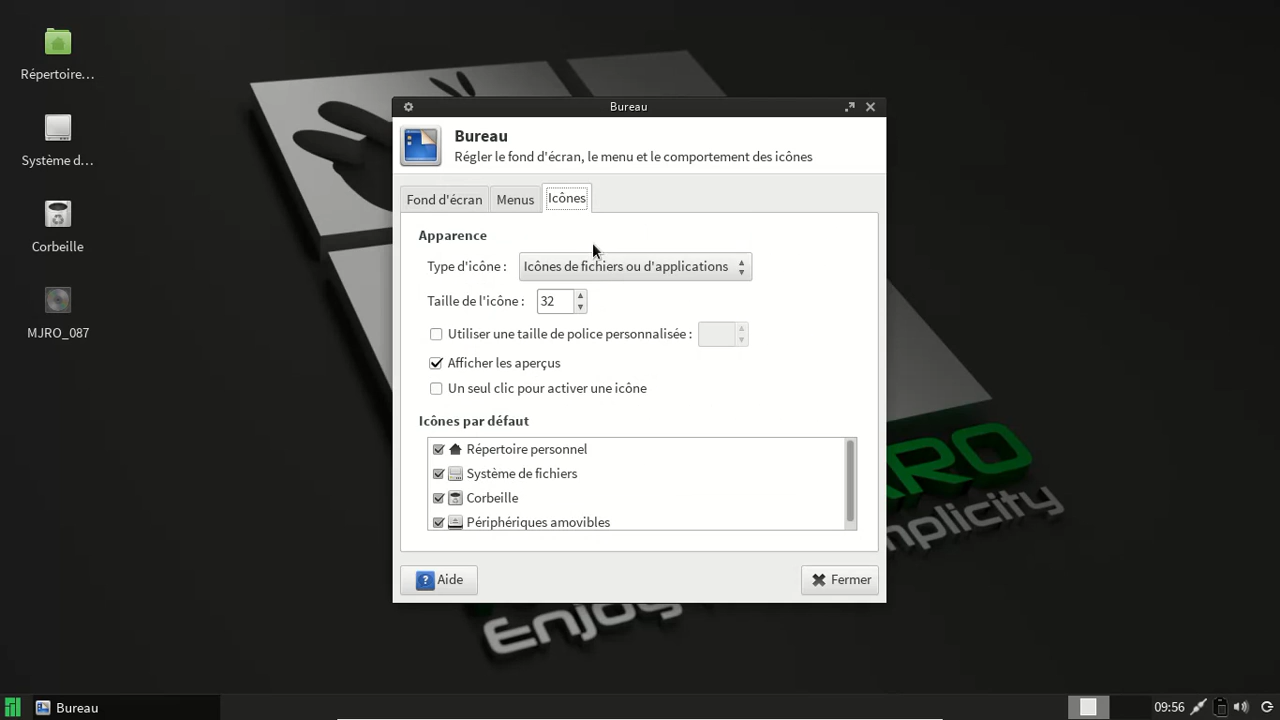 Répertoire…
Système d…
Corbeille
MJRO_087
Bureau
Bureau
Régler le fond d'écran, le menu et le comportement des icônes
Fond d'écran
Menus
Icônes
Apparence
Type d'icône :
Icônes de fichiers ou d'applications
Taille de l'icône :
32
Utiliser une taille de police personnalisée :
Afficher les aperçus
Un seul clic pour activer une icône
Icônes par défaut
Répertoire personnel
Système de fichiers
Corbeille
Périphériques amovibles
Aide
Fermer
RO
mplicity
Enjoy
Bureau
09:56